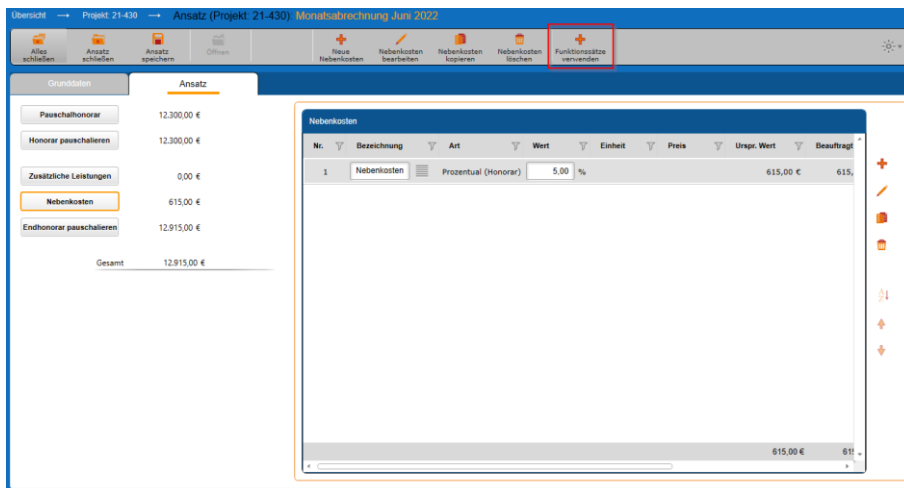 Übersicht → Projekt: 21-430 → Ansatz (Projekt: 21-430): Monatsabrechnung Juni 2022
Alles schließen
Ansatz schließen
Ansatz speichern
Öffnen
Neue Nebenkosten
Nebenkosten bearbeiten
Nebenkosten kopieren
Nebenkosten löschen
Funktionssätze verwenden
Grunddaten Ansatz
Pauschalhonorar 12.300,00 €
Honorar pauschalieren 12.300,00 €
Zusätzliche Leistungen 0,00 €
Nebenkosten 615,00 €
Endhonorar pauschalieren 12.915,00 €
Gesamt 12.915,00 €
Nebenkosten
Nr. Bezeichnung Art Wert Einheit Preis Urspr. Wert Beauftragt
1 Nebenkosten Prozentual (Honorar) 5,00 % 615,00 € 615,
615,00 € 615